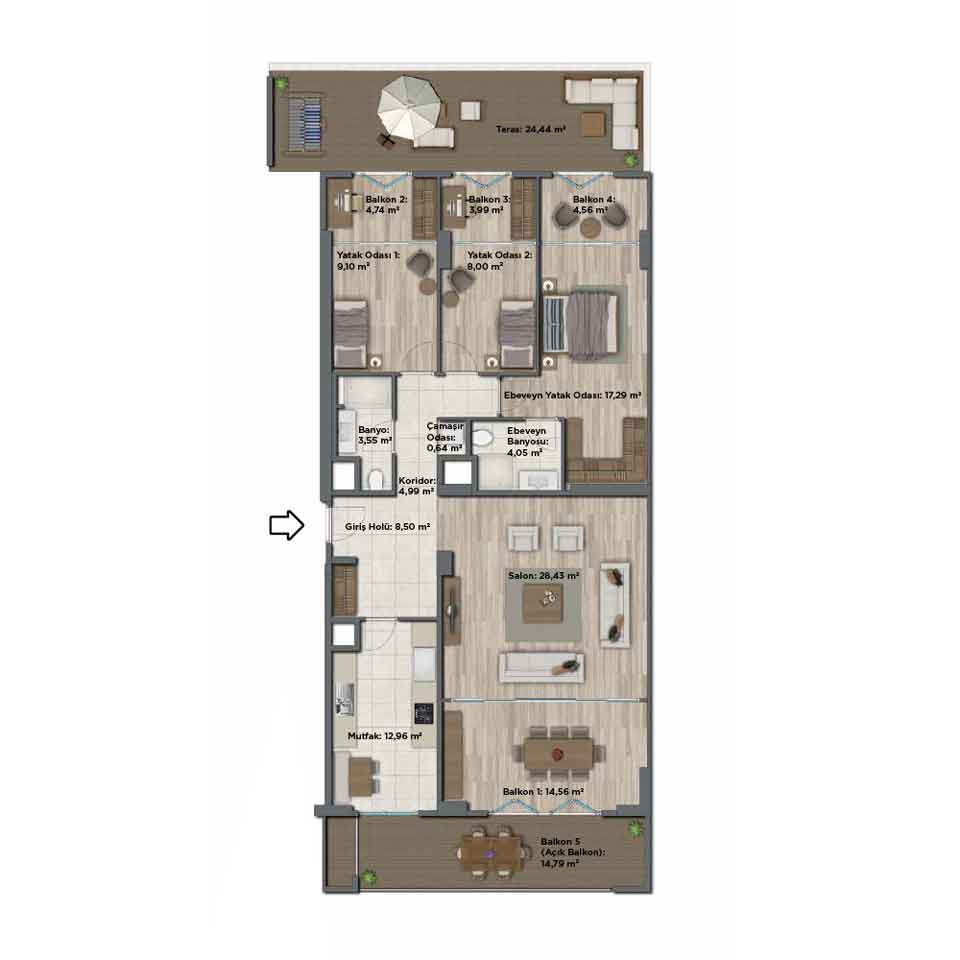 Teras: 24,44 m²
Balkon 2:
4,74 m²
Balkon 3:
3,99 m²
Balkon 4:
4,56 m²
Yatak Odası 1:
9,10 m²
Yatak Odası 2:
8,00 m²
Ebeveyn Yatak Odası: 17,29 m²
Banyo:
3,55 m²
Çamaşır
Odası:
0,64 m²
Ebeveyn
Banyosu:
4,05 m²
Koridor:
4,99 m²
Giriş Holü: 8,50 m²
Salon: 28,43 m²
Mutfak: 12,96 m²
Balkon 1: 14,56 m²
Balkon 5
(Açık Balkon):
14,79 m²